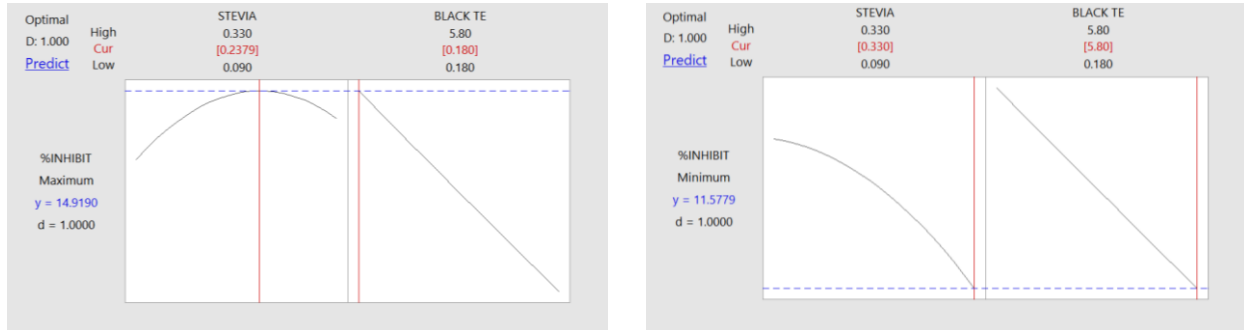 Optimal
D: 1.000
Predict
High
Cur
Low
STEVIA
0.330
[0.2379]
0.090
BLACK TE
5.80
[0.180]
0.180
%INHIBIT
Maximum
y = 14.9190
d = 1.0000
Optimal
D: 1.000
Predict
High
Cur
Low
STEVIA
0.330
[0.330]
0.090
BLACK TE
5.80
[5.80]
0.180
%INHIBIT
Minimum
y = 11.5779
d = 1.0000